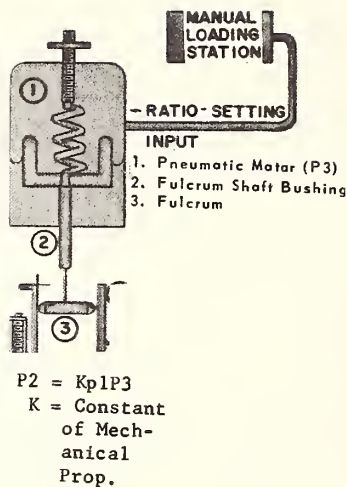 MANUAL
LOADING
STATION
①
–RATIO-SETTING
INPUT
1. Pneumatic Motar (P3)
2. Fulcrum Shaft Bushing
3. Fulcrum
②
③
P2 = Kp1P3
K = Constant
of Mech-
anical
Prop.